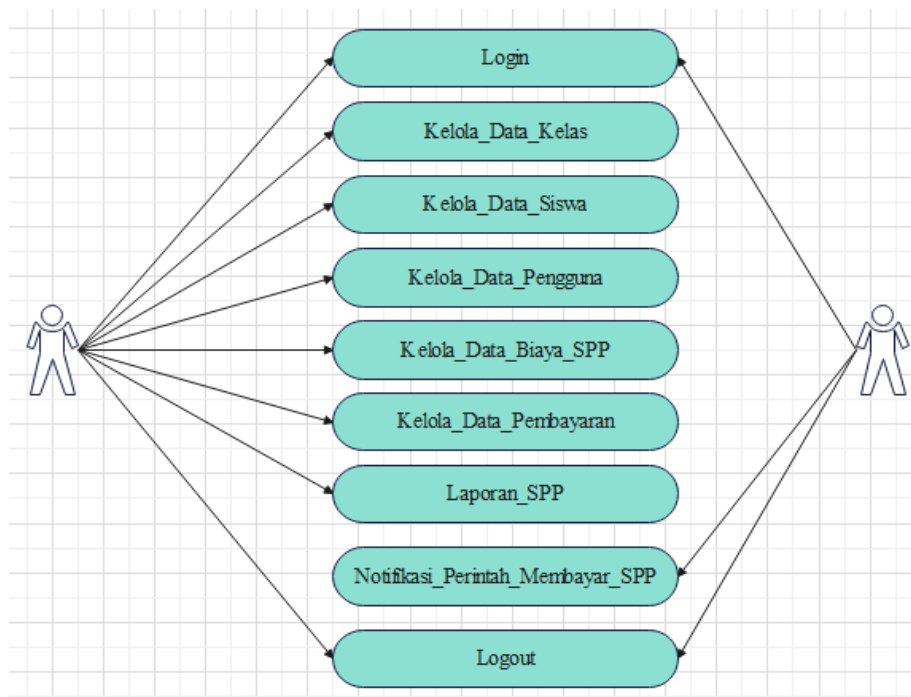 Login
Kelola_Data_Kelas
Kelola_Data_Siswa
Kelola_Data_Pengguna
Kelola_Data_Biaya_SPP
Kelola_Data_Pembayaran
Laporan_SPP
Notifikasi_Perintah_Membayar_SPP
Logout